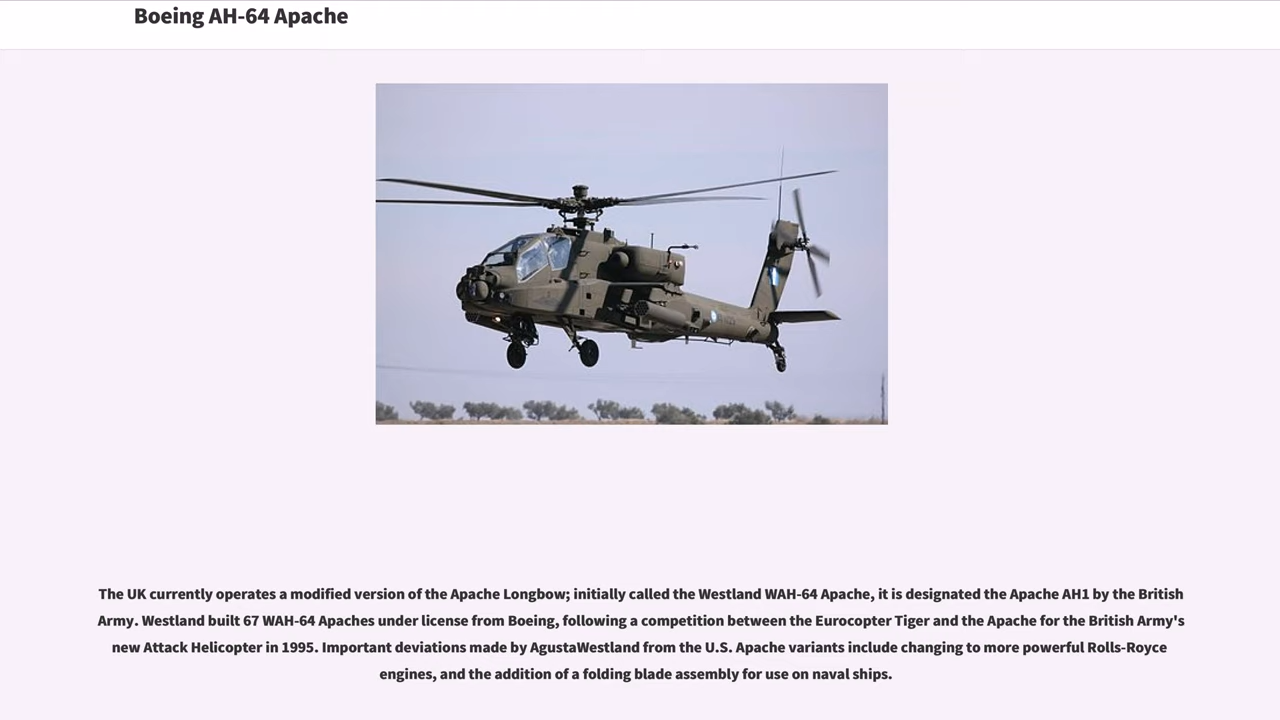 Boeing AH-64 Apache
The UK currently operates a modified version of the Apache Longbow; initially called the Westland WAH-64 Apache, it is designated the Apache AH1 by the British
Army. Westland built 67 WAH-64 Apaches under license from Boeing, following a competition between the Eurocopter Tiger and the Apache for the British Army's
new Attack Helicopter in 1995. Important deviations made by AgustaWestland from the U.S. Apache variants include changing to more powerful Rolls-Royce
engines, and the addition of a folding blade assembly for use on naval ships.